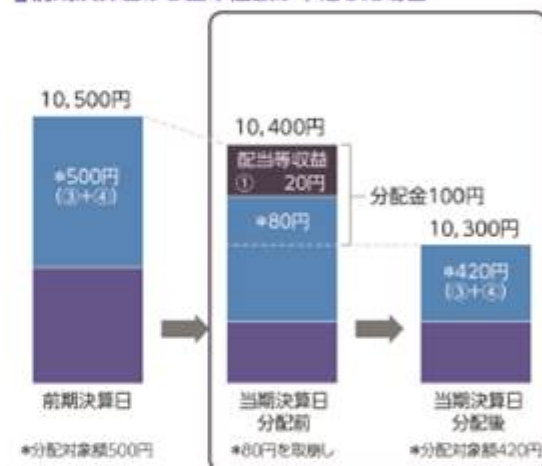 10,500円
*500円
(③+④)
前期決算日
*分配対象額500円
10,400円
配当等収益
① 20円
*80円
分配金100円
当期決算日
分配前
*80円を取崩し
10,300円
*420円
(③+④)
当期決算日
分配後
*分配対象額420円